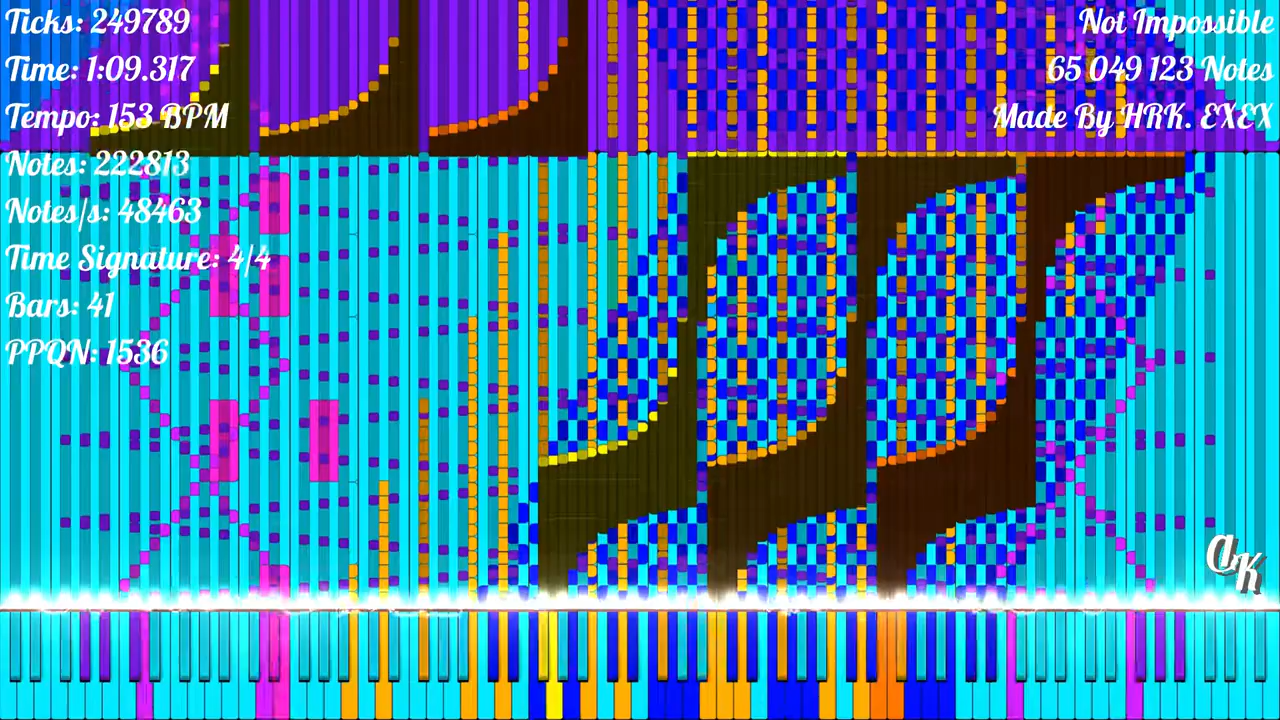 Ticks: 249789
Time: 1:09.317
Tempo: 153 BPM
Notes: 222813
Notes/s: 48463
Time Signature: 4/4
Bars: 41
PPQN: 1536
Not Impossible
65 049 123 Notes
Made By HRK. EXEX
AK